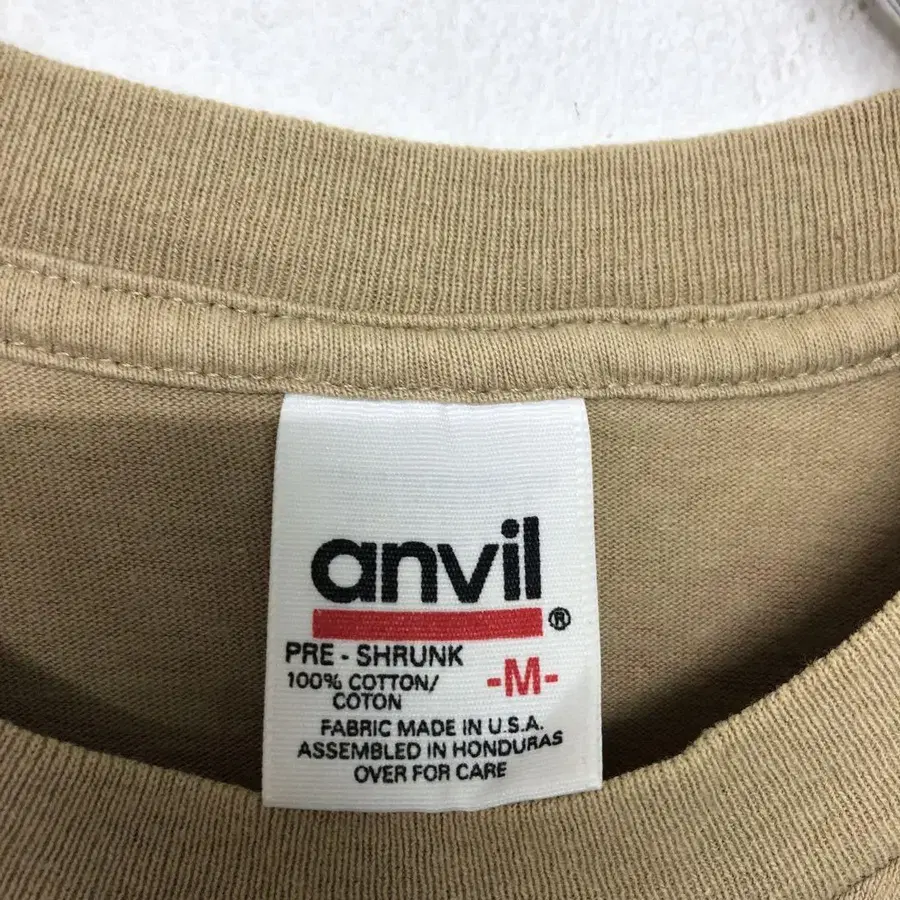 anvil®
PRE - SHRUNK -M-
100% COTTON/
COTON
FABRIC MADE IN U.S.A.
ASSEMBLED IN HONDURAS
OVER FOR CARE